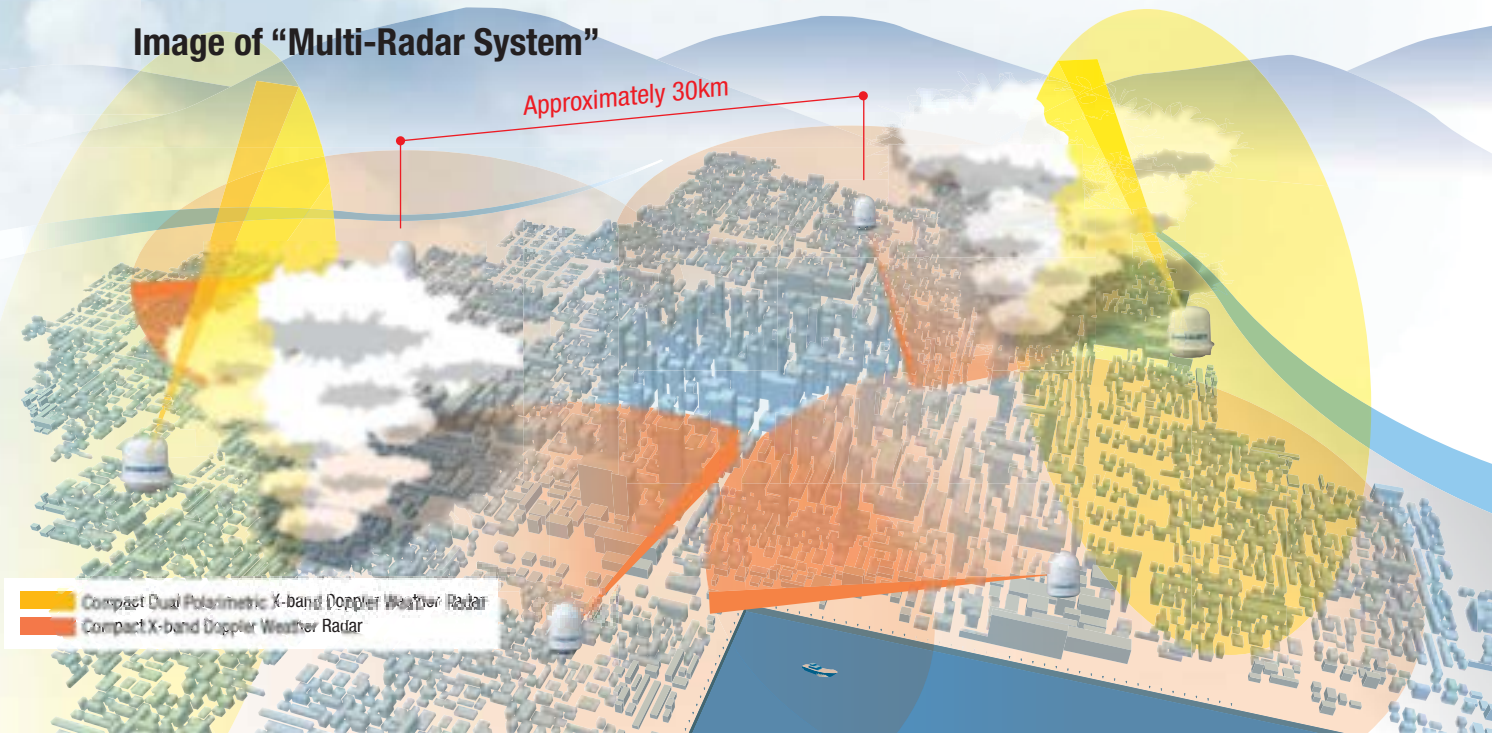 Image of “Multi-Radar System”
Approximately 30km
Compact Dual Polarimetric X-band Doppler Weather Radar
Compact X-band Doppler Weather Radar